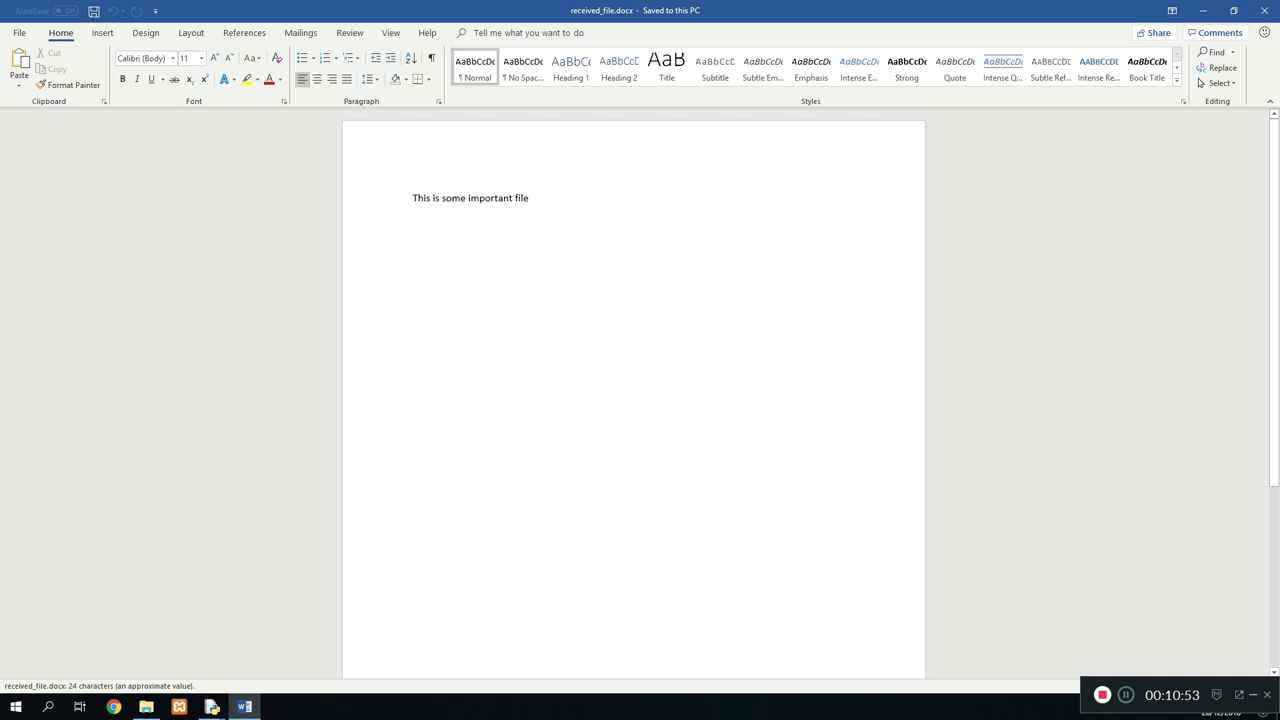 AutoSave Off
received_file.docx - Saved to this PC
File Home Insert Design Layout References Mailings Review View Help Tell me what you want to do Share Comments
Paste
Cut
Copy
Format Painter
Clipboard
Calibri (Body) 11
Font
Paragraph
AaBbCcDc AaBbCcDc AaBbCc AaBbCcD AaB AaBbCcD AaBbCcDc AaBbCcDc AaBbCcDc AaBbCcDc AaBbCcDc AaBbCcDc AaBbCcDc AaBbCcDc AaBbCcDc
¶ Normal ¶ No Spac... Heading 1 Heading 2 Title Subtitle Subtle Em... Emphasis Intense E... Strong Quote Intense Q... Subtle Ref... Intense Re... Book Title
Styles
Find
Replace
Select
Editing
This is some important file
received_file.docx: 24 characters (an approximate value).
00:10:53